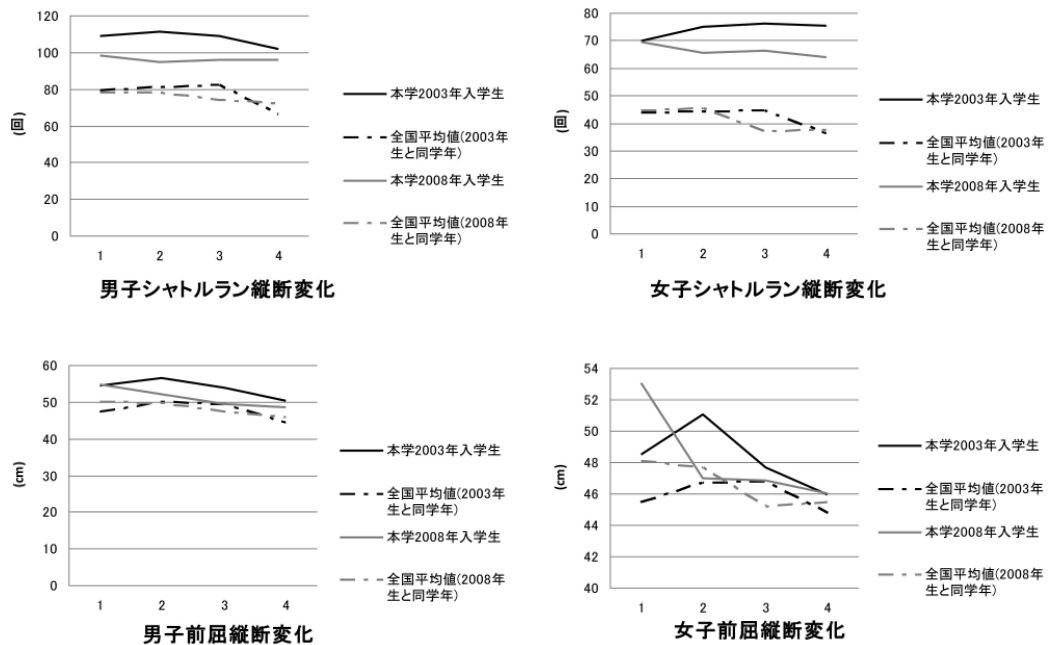 120
100
80
60
40
20
0
(回)
1 2 3 4
本学2003年入学生
全国平均値(2003年
生と同学年)
本学2008年入学生
全国平均値(2008年
生と同学年)
男子シャトルラン縦断変化
80
70
60
50
40
30
20
10
0
(回)
1 2 3 4
本学2003年入学生
全国平均値(2003年
生と同学年)
本学2008年入学生
全国平均値(2008年
生と同学年)
女子シャトルラン縦断変化
60
50
40
30
20
10
0
(cm)
1 2 3 4
本学2003年入学生
全国平均値(2003年
生と同学年)
本学2008年入学生
全国平均値(2008年
生と同学年)
男子前屈縦断変化
54
52
50
48
46
44
42
40
(cm)
1 2 3 4
本学2003年入学生
全国平均値(2003年
生と同学年)
本学2008年入学生
全国平均値(2008年
生と同学年)
女子前屈縦断変化